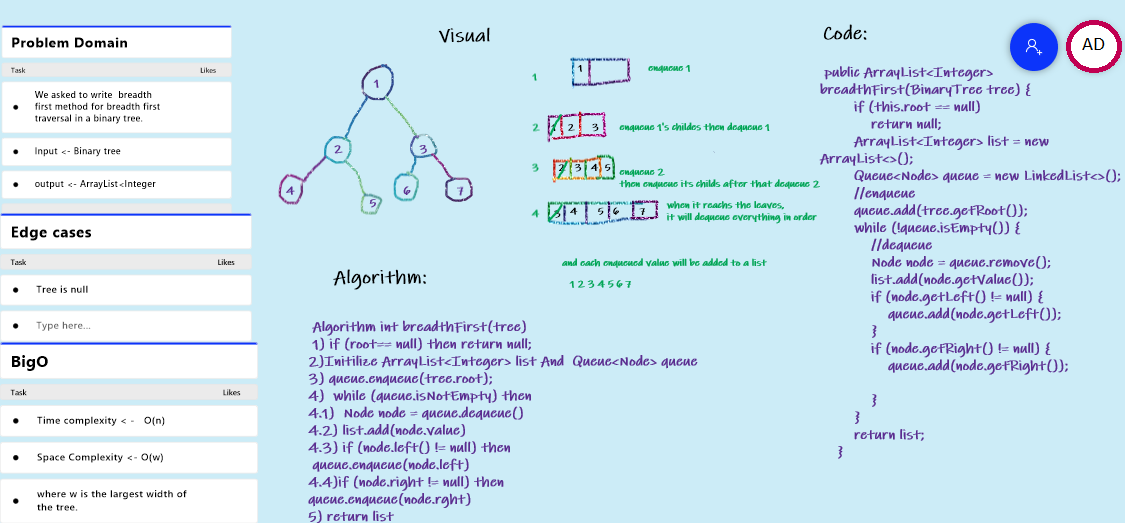 Problem Domain
Task Likes
We asked to write breadth
first method for breadth first
traversal in a binary tree.
Input <- Binary tree
output <- ArrayList<Integer
Edge cases
Task Likes
Tree is null
Type here...
BigO
Task Likes
Time complexity < - O(n)
Space Complexity <- O(w)
where w is the largest width of
the tree.
Visual
1
2
3
4
5
6
7
1
1
enqueue 1
2
1 2 3
enqueue 1's childes then dequeue 1
3
2 3 4 5
enqueue 2
then enqueue its childs after that dequeue 2
4
3 4 5 6 7
when it reachs the leaves,
it will dequeue everything in order
and each enqueued value will be added to a list
1 2 3 4 5 6 7
Algorithm:
Algorithm int breadthFirst(tree)
1) if (root== null) then return null;
2)Initilize ArrayList<Integer> list And Queue<Node> queue
3) queue.enqueue(tree.root);
4) while (queue.isNotEmpty) then
4.1) Node node = queue.dequeue()
4.2) list.add(node.value)
4.3) if (node.left() != null) then
queue.enqueue(node.left)
4.4)if (node.right != null) then
queue.enqueue(node.rght)
5) return list
Code:
AD
public ArrayList<Integer>
breadthFirst(BinaryTree tree) {
if (this.root == null)
return null;
ArrayList<Integer> list = new
ArrayList<>();
Queue<Node> queue = new LinkedList<>();
//enqueue
queue.add(tree.getRoot());
while (!queue.isEmpty()) {
//dequeue
Node node = queue.remove();
list.add(node.getValue());
if (node.getLeft() != null) {
queue.add(node.getLeft());
}
if (node.getRight() != null) {
queue.add(node.getRight());
}
}
return list;
}